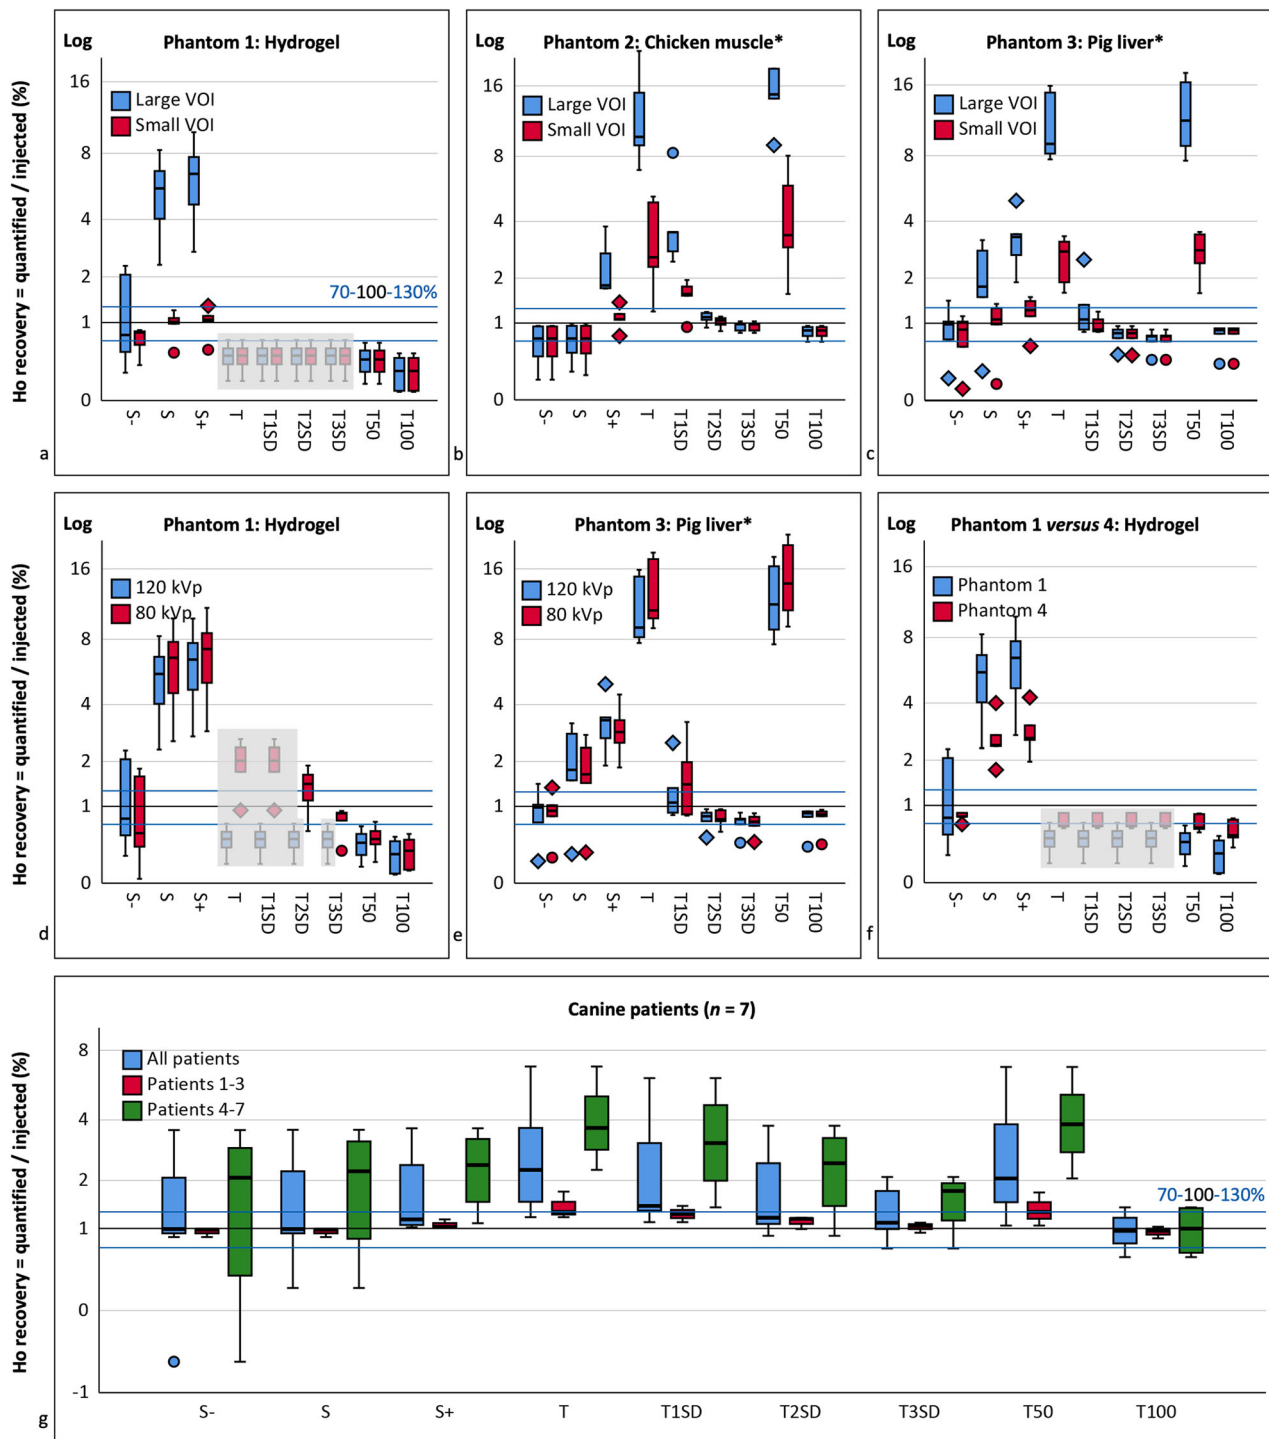 Ho recovery = quantified / injected (%)
Log
Phantom 1: Hydrogel
16
8
4
2
1
0
Large VOI
Small VOI
70-100-130%
S-
S
S+
T
T1SD
T2SD
T3SD
T50
T100
a
Log
Phantom 2: Chicken muscle*
16
8
4
2
1
0
Large VOI
Small VOI
S-
S
S+
T
T1SD
T2SD
T3SD
T50
T100
b
Log
Phantom 3: Pig liver*
16
8
4
2
1
0
Large VOI
Small VOI
S-
S
S+
T
T1SD
T2SD
T3SD
T50
T100
c
Ho recovery = quantified / injected (%)
Log
Phantom 1: Hydrogel
16
8
4
2
1
0
120 kVp
80 kVp
S-
S
S+
T
T1SD
T2SD
T3SD
T50
T100
d
Log
Phantom 3: Pig liver*
16
8
4
2
1
0
120 kVp
80 kVp
S-
S
S+
T
T1SD
T2SD
T3SD
T50
T100
e
Log
Phantom 1 versus 4: Hydrogel
16
8
4
2
1
0
Phantom 1
Phantom 4
S-
S
S+
T
T1SD
T2SD
T3SD
T50
T100
f
Ho recovery = quantified / injected (%)
Canine patients (n = 7)
8
4
2
1
0
-1
All patients
Patients 1-3
Patients 4-7
70-100-130%
S-
S
S+
T
T1SD
T2SD
T3SD
T50
T100
g